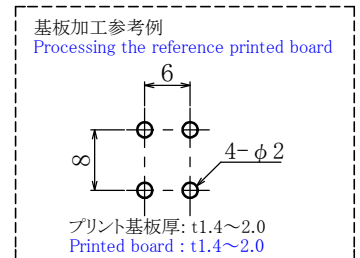 基板加工参考例
Processing the reference printed board
6
8
4-φ2
プリント基板厚: t1.4～2.0
Printed board : t1.4～2.0